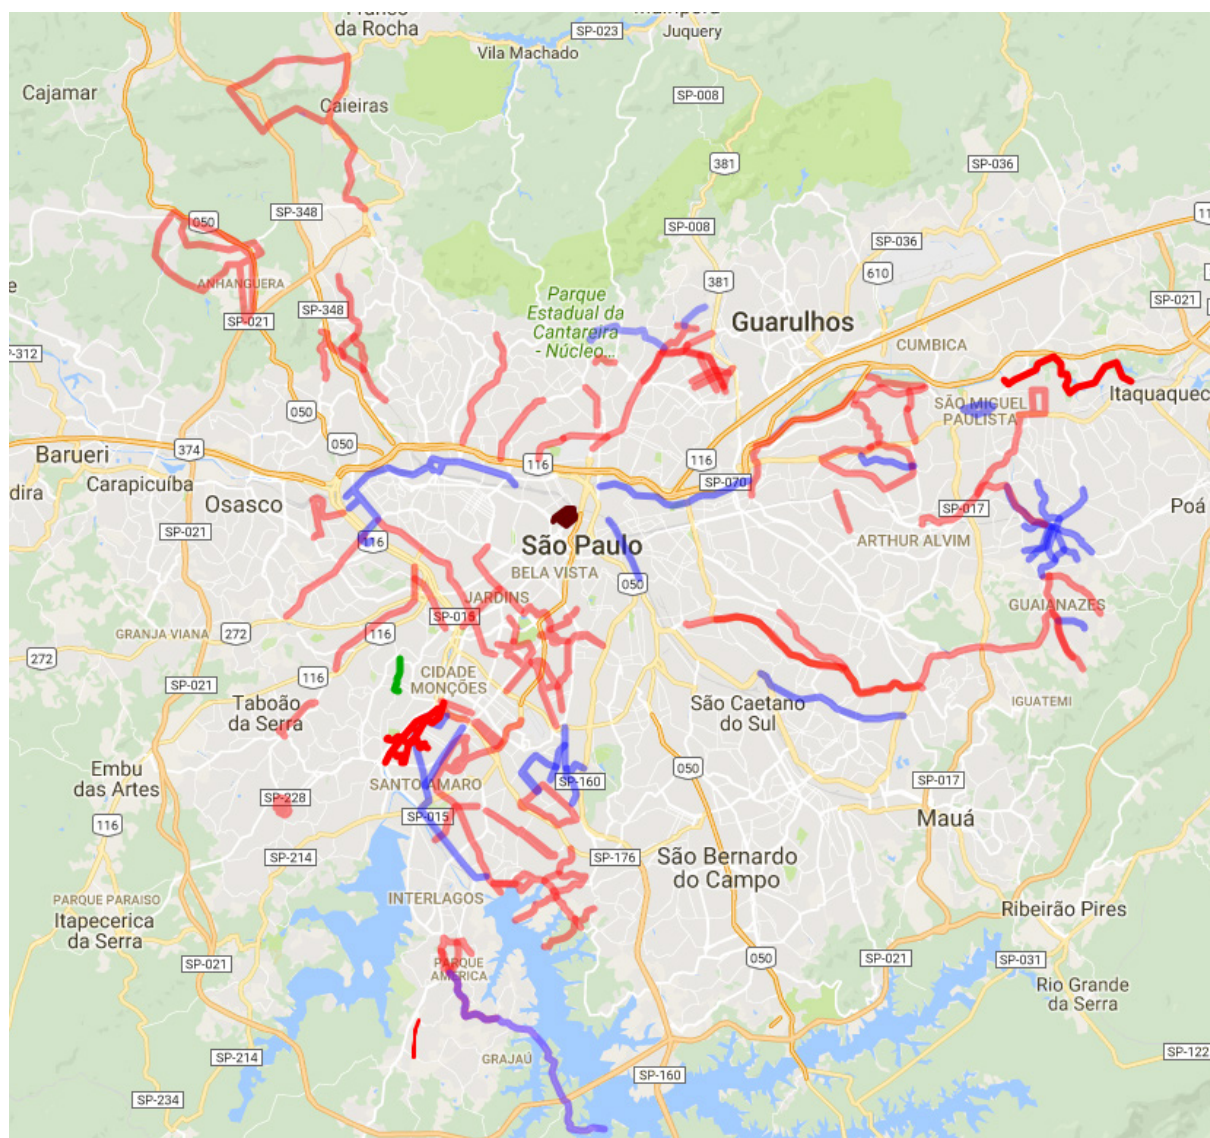 da Rocha
SP-023
Juquery
Vila Machado
Cajamar
Caieiras
SP-008
381
SP-036
SP-348
050
SP-008
SP-036
11
610
ANHANGUERA
381
Parque
Estadual da
Cantareira
- Núcleo...
SP-348
SP-021
SP-021
Guarulhos
CUMBICA
SP-312
Itaquaquec
SÃO MIGUEL
PAULISTA
050
050
Barueri
374
116
116
Carapicuíba
SP-070
dira
Osasco
SP-017
Poá
SP-021
116
São Paulo
ARTHUR ALVIM
BELA VISTA
050
JARDINS
GUAIANAZES
SP-016
GRANJA VIANA
272
116
272
CIDADE
MONÇÕES
116
SP-021
Taboão
da Serra
São Caetano
do Sul
IGUATEMI
Embu
das Artes
050
SANTO AMARO
SP-160
SP-017
SP-228
SP-015
Mauá
116
SP-214
SP-176
São Bernardo
do Campo
PARQUE PARAISO
INTERLAGOS
Itapecerica
da Serra
Ribeirão Pires
SP-021
PARQUE
AMÉRICA
050
SP-021
SP-031
Rio Grande
da Serra
SP-214
GRAJAÚ
SP-122
SP-160
SP-234